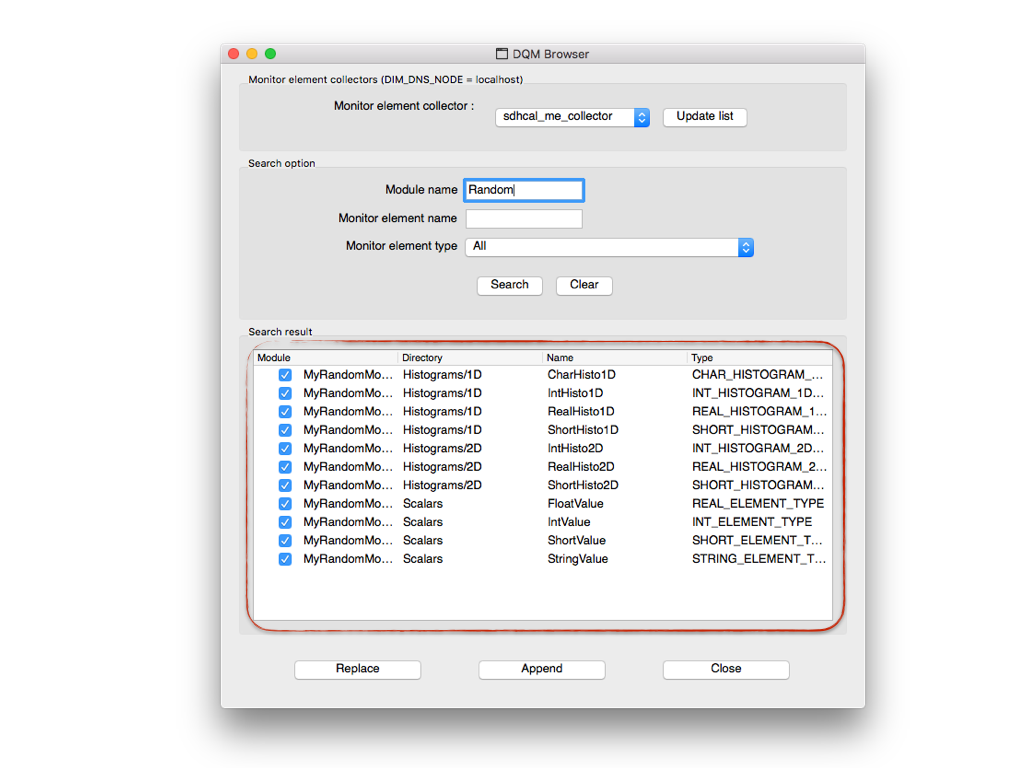 DQM Browser
Monitor element collectors (DIM_DNS_NODE = localhost)
Monitor element collector : sdhcal_me_collector Update list
Search option
Module name Random
Monitor element name
Monitor element type All
Search Clear
Search result
Module Directory Name Type
MyRandomMo... Histograms/1D CharHisto1D CHAR_HISTOGRAM_...
MyRandomMo... Histograms/1D IntHisto1D INT_HISTOGRAM_1D...
MyRandomMo... Histograms/1D RealHisto1D REAL_HISTOGRAM_1...
MyRandomMo... Histograms/1D ShortHisto1D SHORT_HISTOGRAM...
MyRandomMo... Histograms/2D IntHisto2D INT_HISTOGRAM_2D...
MyRandomMo... Histograms/2D RealHisto2D REAL_HISTOGRAM_2...
MyRandomMo... Histograms/2D ShortHisto2D SHORT_HISTOGRAM...
MyRandomMo... Scalars FloatValue REAL_ELEMENT_TYPE
MyRandomMo... Scalars IntValue INT_ELEMENT_TYPE
MyRandomMo... Scalars ShortValue SHORT_ELEMENT_T...
MyRandomMo... Scalars StringValue STRING_ELEMENT_T...
Replace Append Close